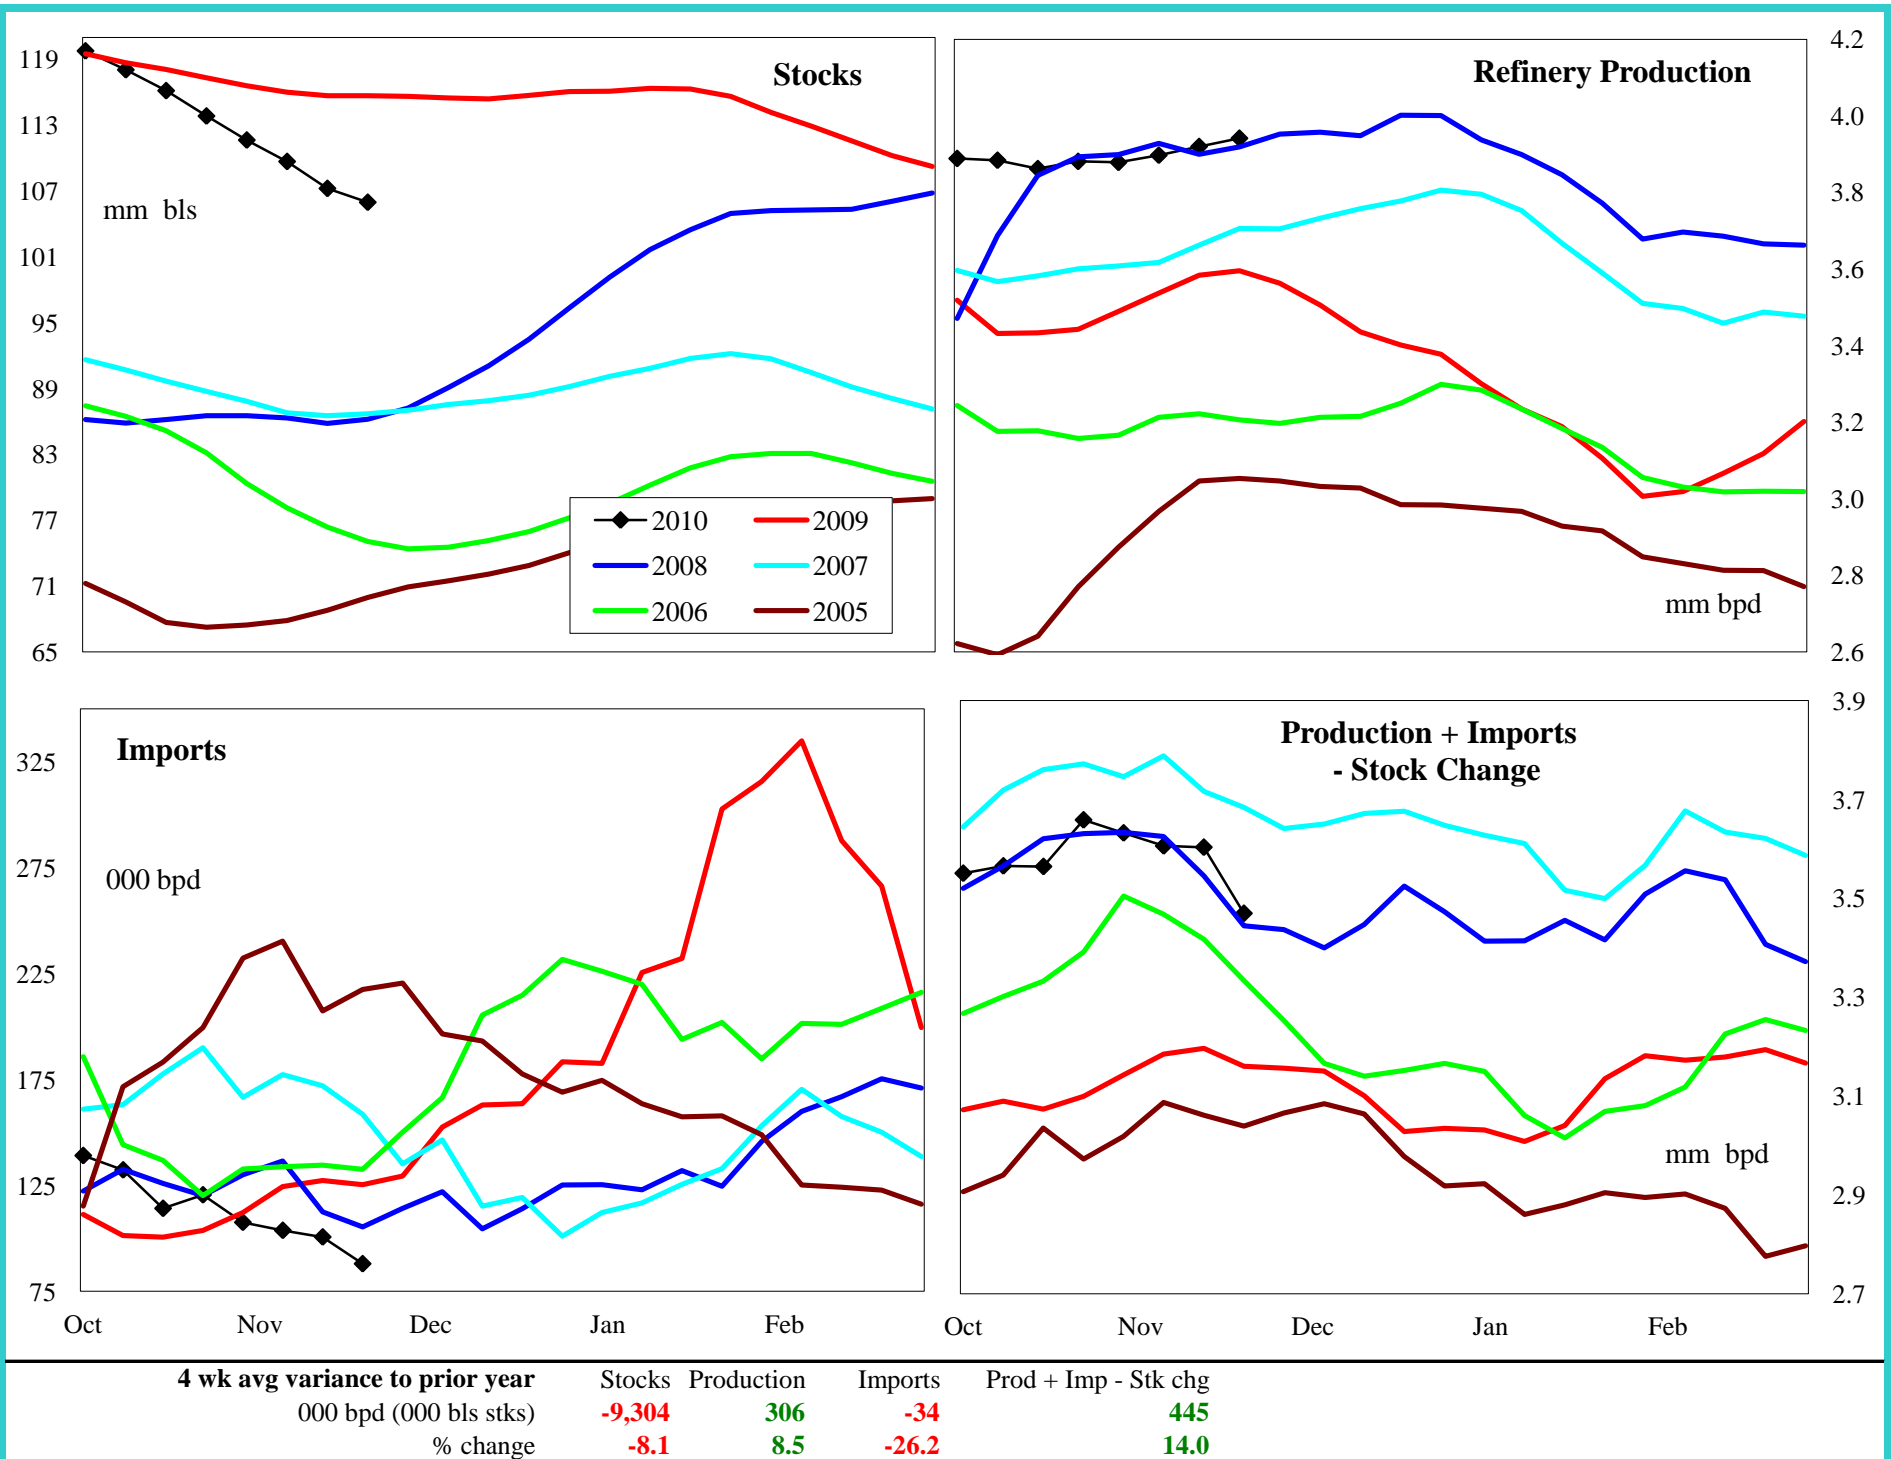 Stocks
mm bls
119
113
107
101
95
89
83
77
71
65
2010
2009
2008
2007
2006
2005
Refinery Production
mm bpd
4.2
4.0
3.8
3.6
3.4
3.2
3.0
2.8
2.6
Imports
000 bpd
325
275
225
175
125
75
Oct Nov Dec Jan Feb
Production + Imports
- Stock Change
mm bpd
3.9
3.7
3.5
3.3
3.1
2.9
2.7
Oct Nov Dec Jan Feb
4 wk avg variance to prior year Stocks Production Imports Prod + Imp - Stk chg
000 bpd (000 bls stks) -9,304 306 -34 445
% change -8.1 8.5 -26.2 14.0